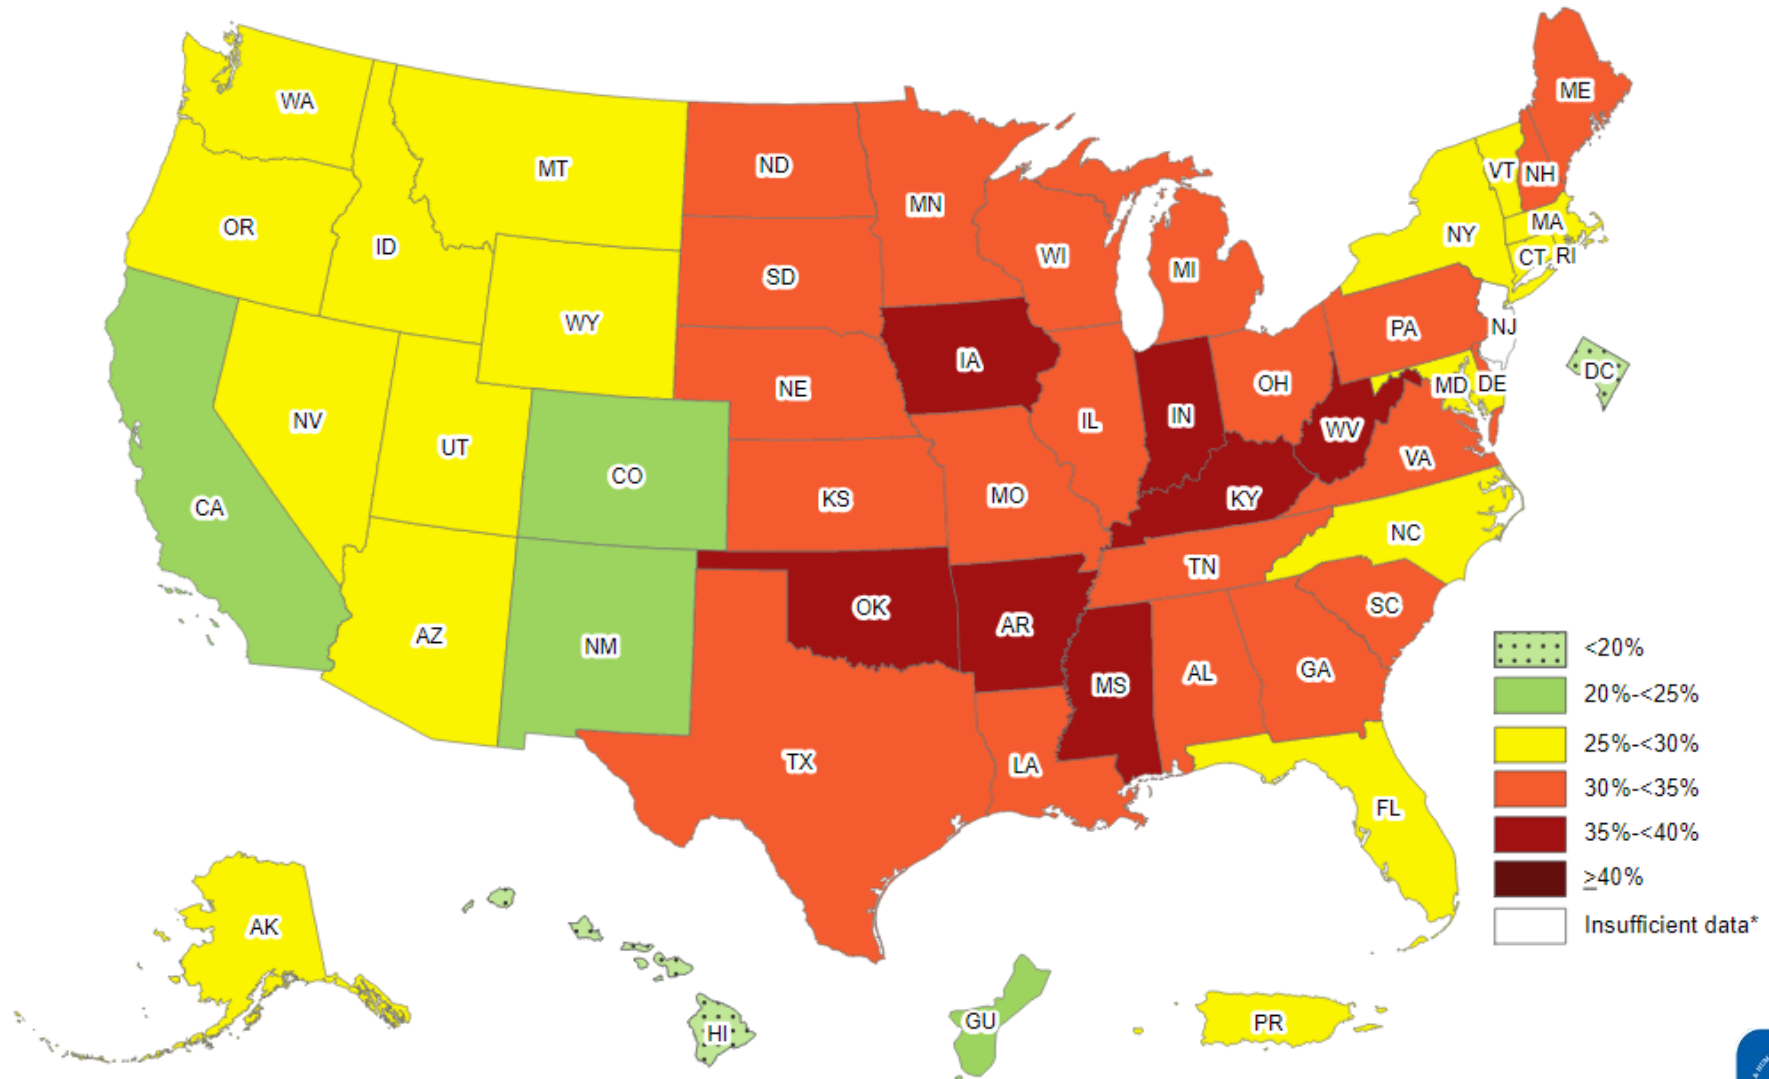 WA
MT
ND
MN
ME
VT
NH
OR
ID
SD
WI
MI
NY
MA
CT
RI
WY
NE
IA
IL
IN
OH
PA
NJ
DC
NV
UT
CO
KS
MO
KY
WV
MD
DE
VA
CA
NC
AZ
NM
OK
AR
TN
SC
MS
AL
GA
TX
LA
FL
<20%
20%-<25%
25%-<30%
30%-<35%
35%-<40%
≥40%
Insufficient data*
AK
HI
GU
PR